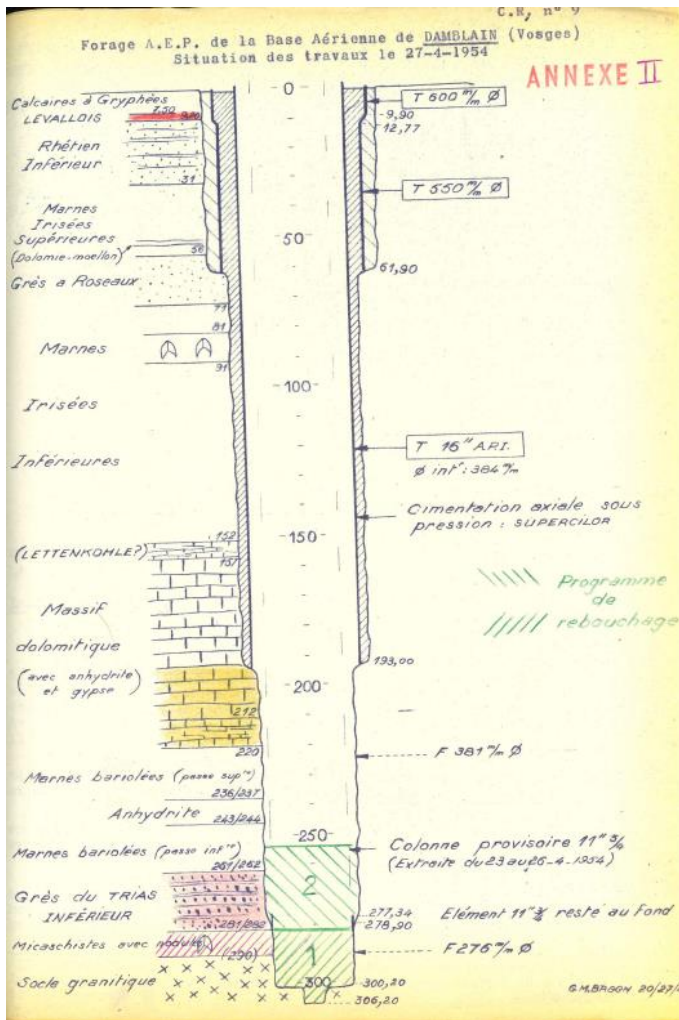 C.R. n° 9
Forage A.E.P. de la Base Aérienne de DAMBLAIN (Vosges)
Situation des travaux le 27-4-1954
ANNEXE II
Calcaires à Gryphées
7,50
LEVALLOIS
9,20
Rhétien
Inférieur
31
Marnes
Irisées
Supérieures
(Dolomie-moellon)
56
Grès a Roseaux
77
81
Marnes
91
Irisées
Inférieures
152
(LETTENKOHLE?)
157
Massif
dolomitique
(avec anhydrite
et gypse)
212
220
Marnes bariolées (passe supre)
236/237
Anhydrite
243/244
Marnes bariolées (passe infre)
261/262
Grès du TRIAS
INFÉRIEUR
281/282
Micaschistes avec
(290)
Socle granitique
0
-50
-100-
-150-
-200-
-250-
2
1
-300
T 600 m/m Ø
-9,90
12,77
T 550 m/m Ø
61,90
T 16" A.P.I.
Ø intr : 384 m/m
Cimentation axiale sous
pression : SUPERCILOR
Programme
de
rebouchage
193,00
F 381 m/m Ø
Colonne provisoire 11" 3/4
(Extraite du 23 au 26-4-1954)
277,34
278,90
Elément 11" 3/4 resté au fond
F 276 m/m Ø
300,20
306,20